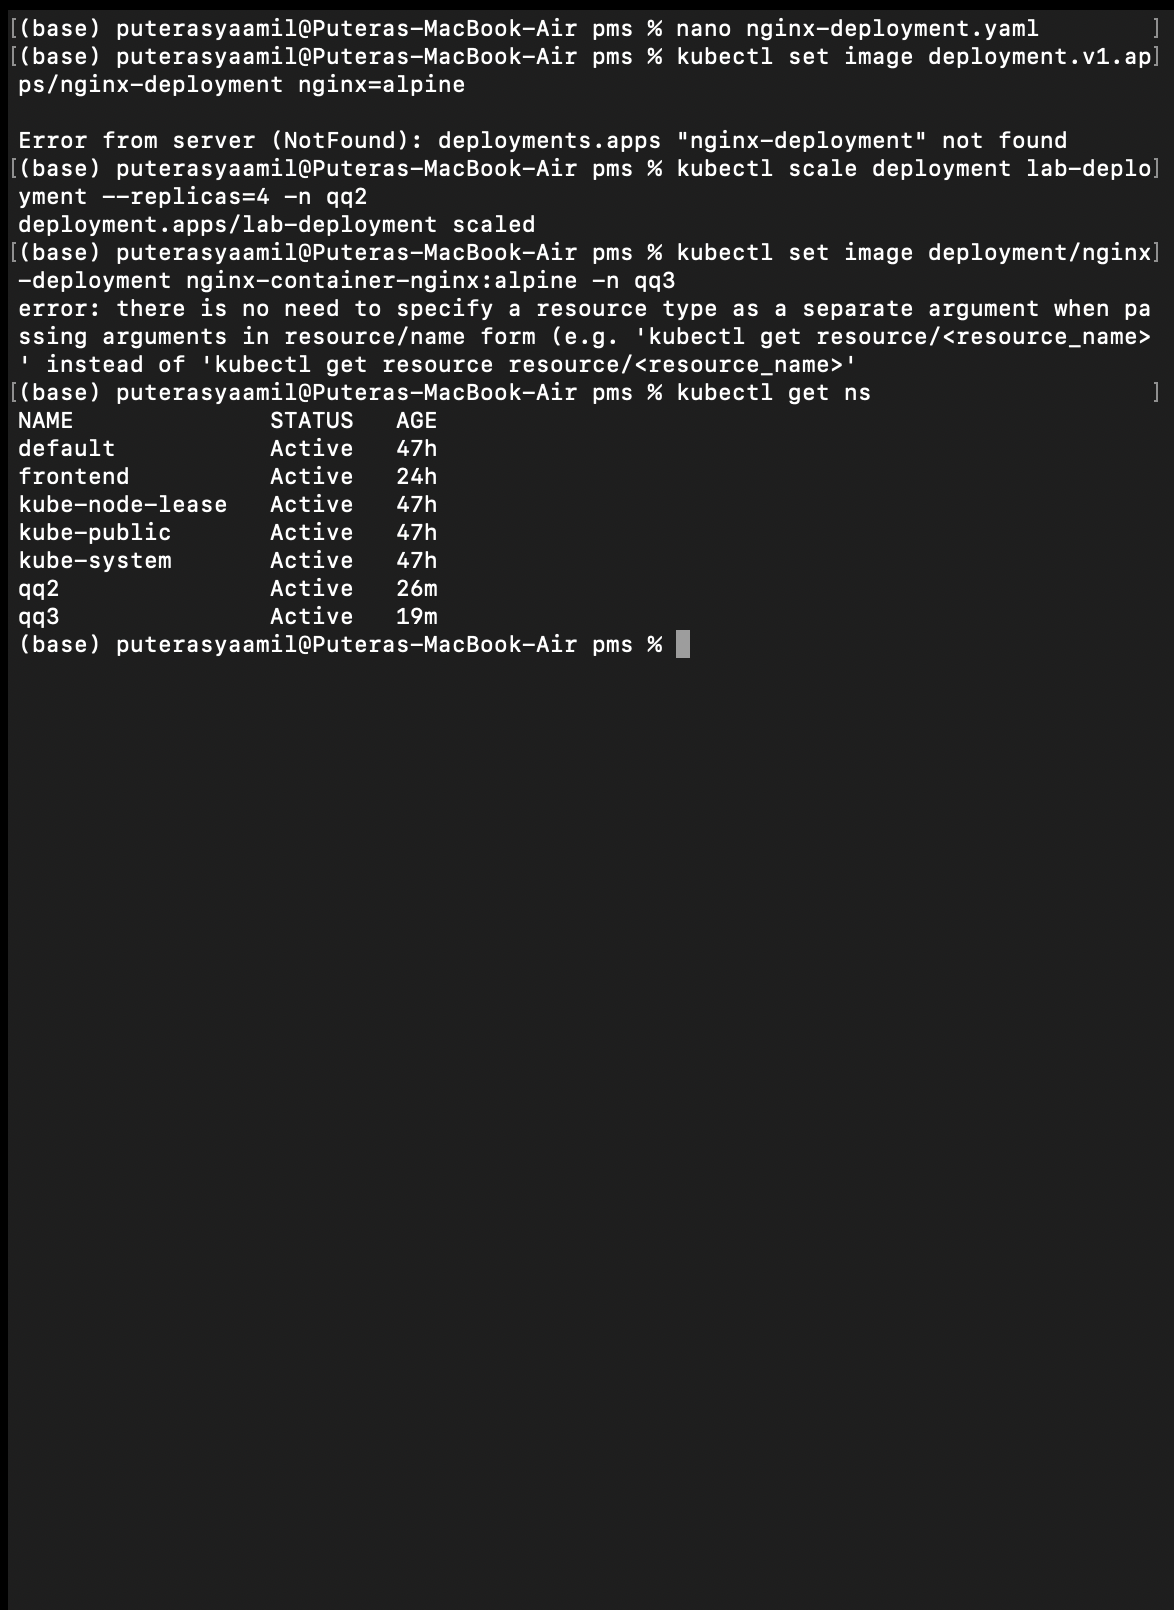 [(base) puterasyaamil@Puteras-MacBook-Air pms % nano nginx-deployment.yaml ]
[(base) puterasyaamil@Puteras-MacBook-Air pms % kubectl set image deployment.v1.ap]
ps/nginx-deployment nginx=alpine
Error from server (NotFound): deployments.apps "nginx-deployment" not found
[(base) puterasyaamil@Puteras-MacBook-Air pms % kubectl scale deployment lab-deplo]
yment --replicas=4 -n qq2
deployment.apps/lab-deployment scaled
[(base) puterasyaamil@Puteras-MacBook-Air pms % kubectl set image deployment/nginx]
-deployment nginx-container-nginx:alpine -n qq3
error: there is no need to specify a resource type as a separate argument when pa
ssing arguments in resource/name form (e.g. 'kubectl get resource/<resource_name>
' instead of 'kubectl get resource resource/<resource_name>'
[(base) puterasyaamil@Puteras-MacBook-Air pms % kubectl get ns ]
NAME STATUS AGE
default Active 47h
frontend Active 24h
kube-node-lease Active 47h
kube-public Active 47h
kube-system Active 47h
qq2 Active 26m
qq3 Active 19m
(base) puterasyaamil@Puteras-MacBook-Air pms %